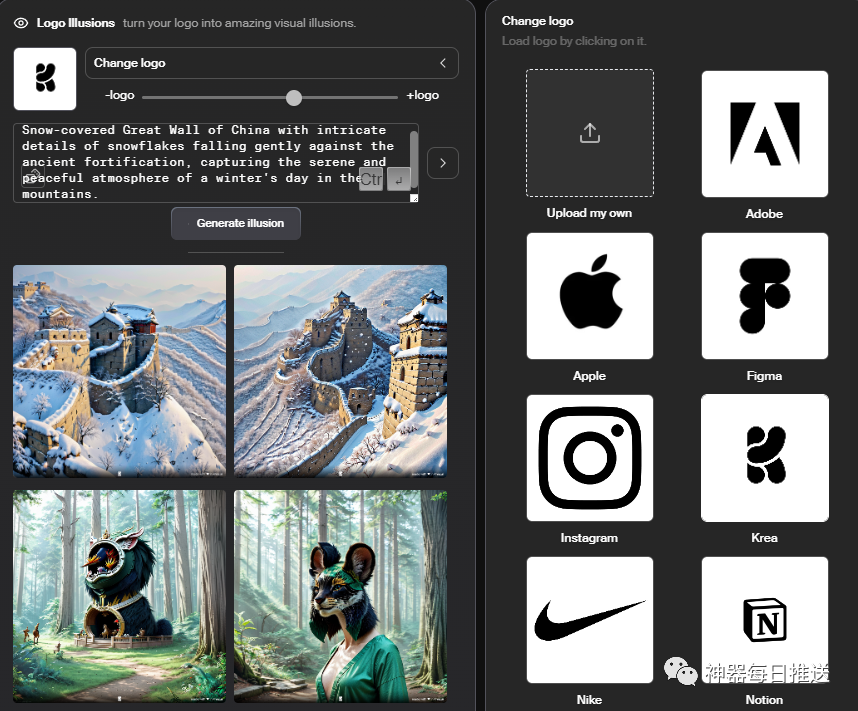 Logo Illusions turn your logo into amazing visual illusions.
Change logo
-logo
+logo
Snow-covered Great Wall of China with intricate
details of snowflakes falling gently against the
ancient fortification, capturing the serene and
peaceful atmosphere of a winter's day in the
mountains.
Ctr
Generate illusion
Change logo
Load logo by clicking on it.
Upload my own
Adobe
Apple
Figma
Instagram
Krea
Nike
N
Notion
神器每日推送